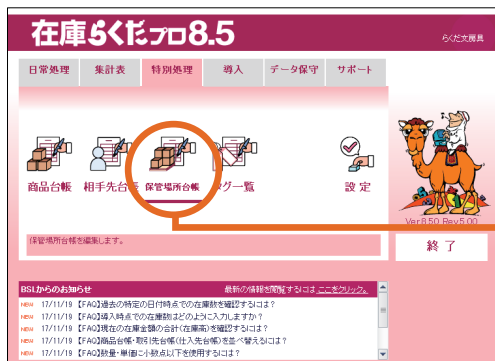 在庫らくだプロ8.5
らくだ文房具
日常処理 集計表 特別処理 導入 データ保守 サポート
商品台帳 相手先台帳 保管場所台帳 タグ一覧 設定
Ver8.50 Rev5.00
保管場所台帳を編集します。
終了
BSLからのお知らせ 最新の情報を閲覧するには ここをクリック。
NEW 17/11/19 【FAQ】過去の特定の日付時点での在庫数を確認するには?
NEW 17/11/19 【FAQ】導入時点での在庫数はどのように入力しますか?
NEW 17/11/19 【FAQ】現在の在庫金額の合計(在庫高)を確認するには?
NEW 17/11/19 【FAQ】商品台帳・取引先台帳(仕入先台帳)を並べ替えるには?
NEW 17/11/19 【FAQ】数量・単価に小数点以下を使用するには?